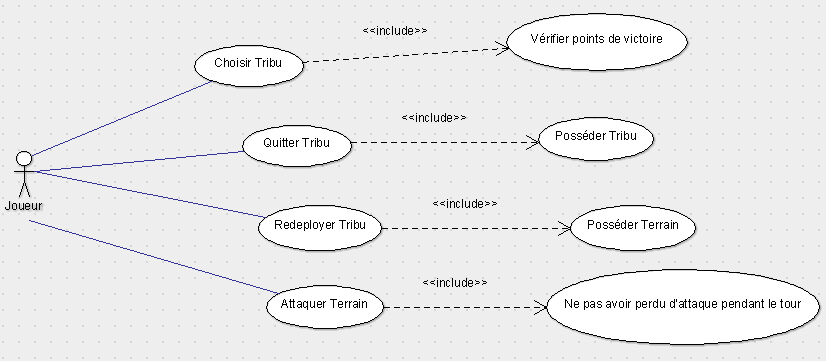 <<include>>
Vérifier points de victoire
Choisir Tribu
<<include>>
Quitter Tribu
Posséder Tribu
Joueur
<<include>>
Redeployer Tribu
Posséder Terrain
<<include>>
Attaquer Terrain
Ne pas avoir perdu d'attaque pendant le tour